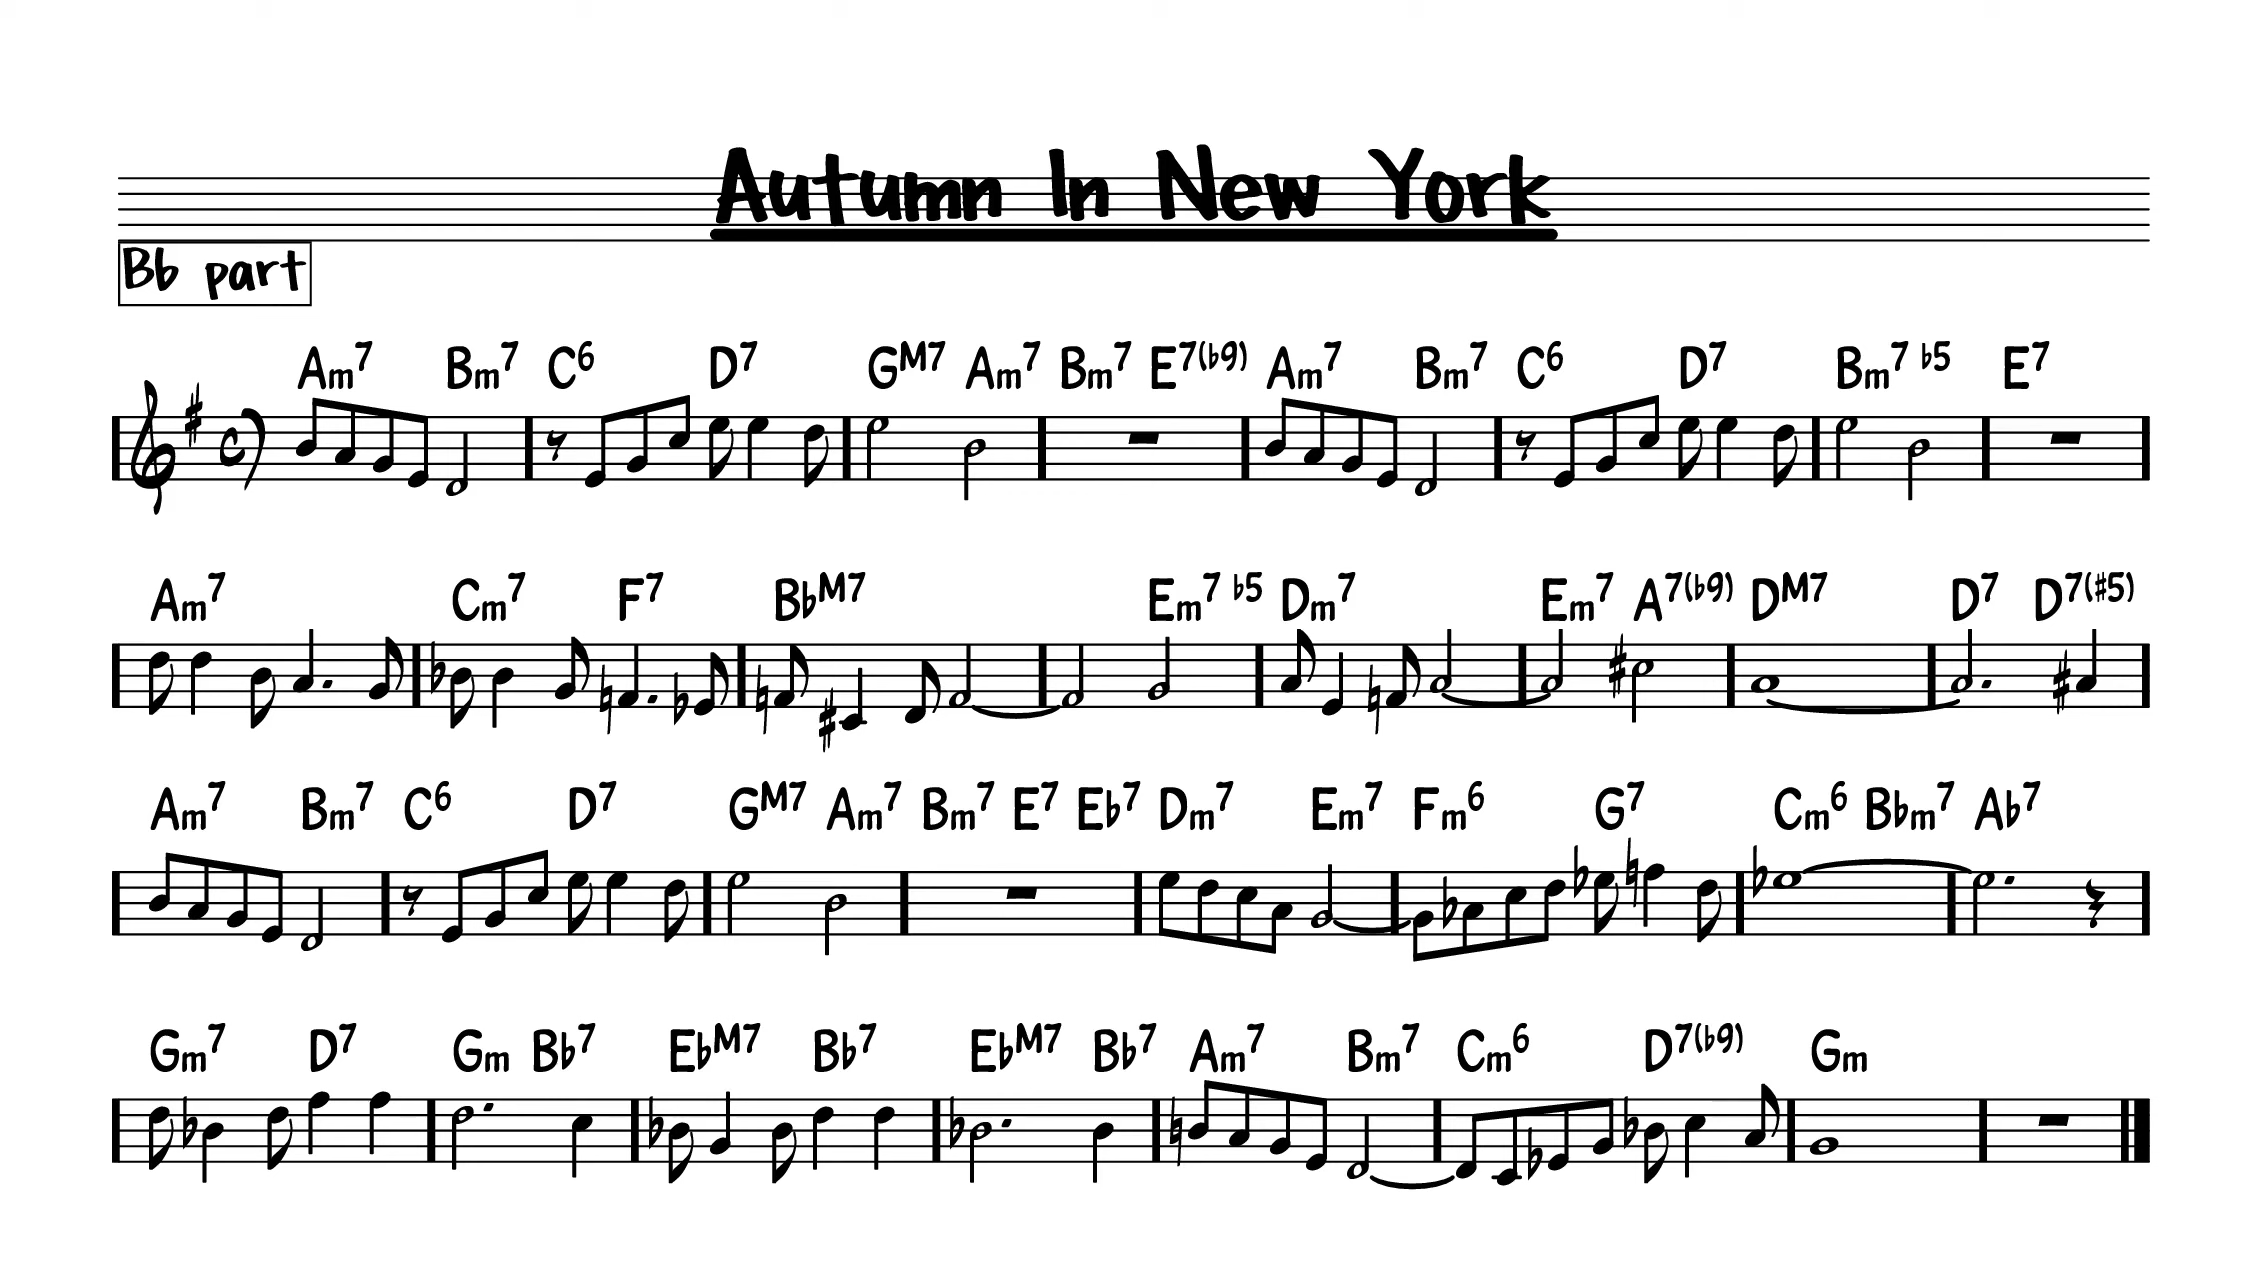 Autumn In New York
Bb part
Am7 Bm7 C6 D7 GM7 Am7 Bm7 E7(b9) Am7 Bm7 C6 D7 Bm7 b5 E7
Am7 Cm7 F7 BbM7 Em7 b5 Dm7 Em7 A7(b9) DM7 D7 D7(#5)
Am7 Bm7 C6 D7 GM7 Am7 Bm7 E7 Eb7 Dm7 Em7 Fm6 G7 Cm6 Bbm7 Ab7
Gm7 D7 Gm Bb7 EbM7 Bb7 EbM7 Bb7 Am7 Bm7 Cm6 D7(b9) Gm